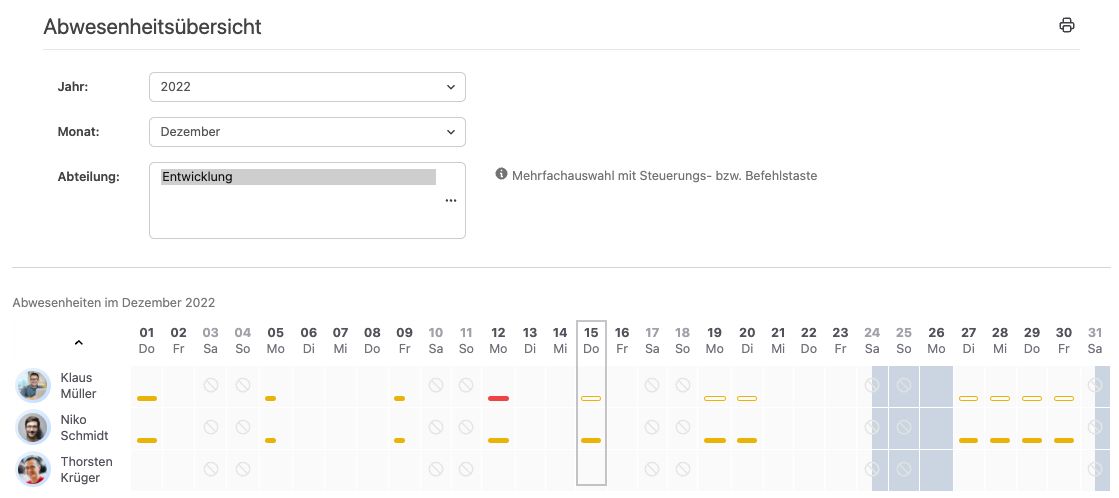 Abwesenheitsübersicht
Jahr:
2022
Monat:
Dezember
Abteilung:
Entwicklung
...
Mehrfachauswahl mit Steuerungs- bzw. Befehlstaste
Abwesenheiten im Dezember 2022
01 02 03 04 05 06 07 08 09 10 11 12 13 14 15 16 17 18 19 20 21 22 23 24 25 26 27 28 29 30 31
Do Fr Sa So Mo Di Mi Do Fr Sa So Mo Di Mi Do Fr Sa So Mo Di Mi Do Fr Sa So Mo Di Mi Do Fr Sa
Klaus
Müller
Niko
Schmidt
Thorsten
Krüger